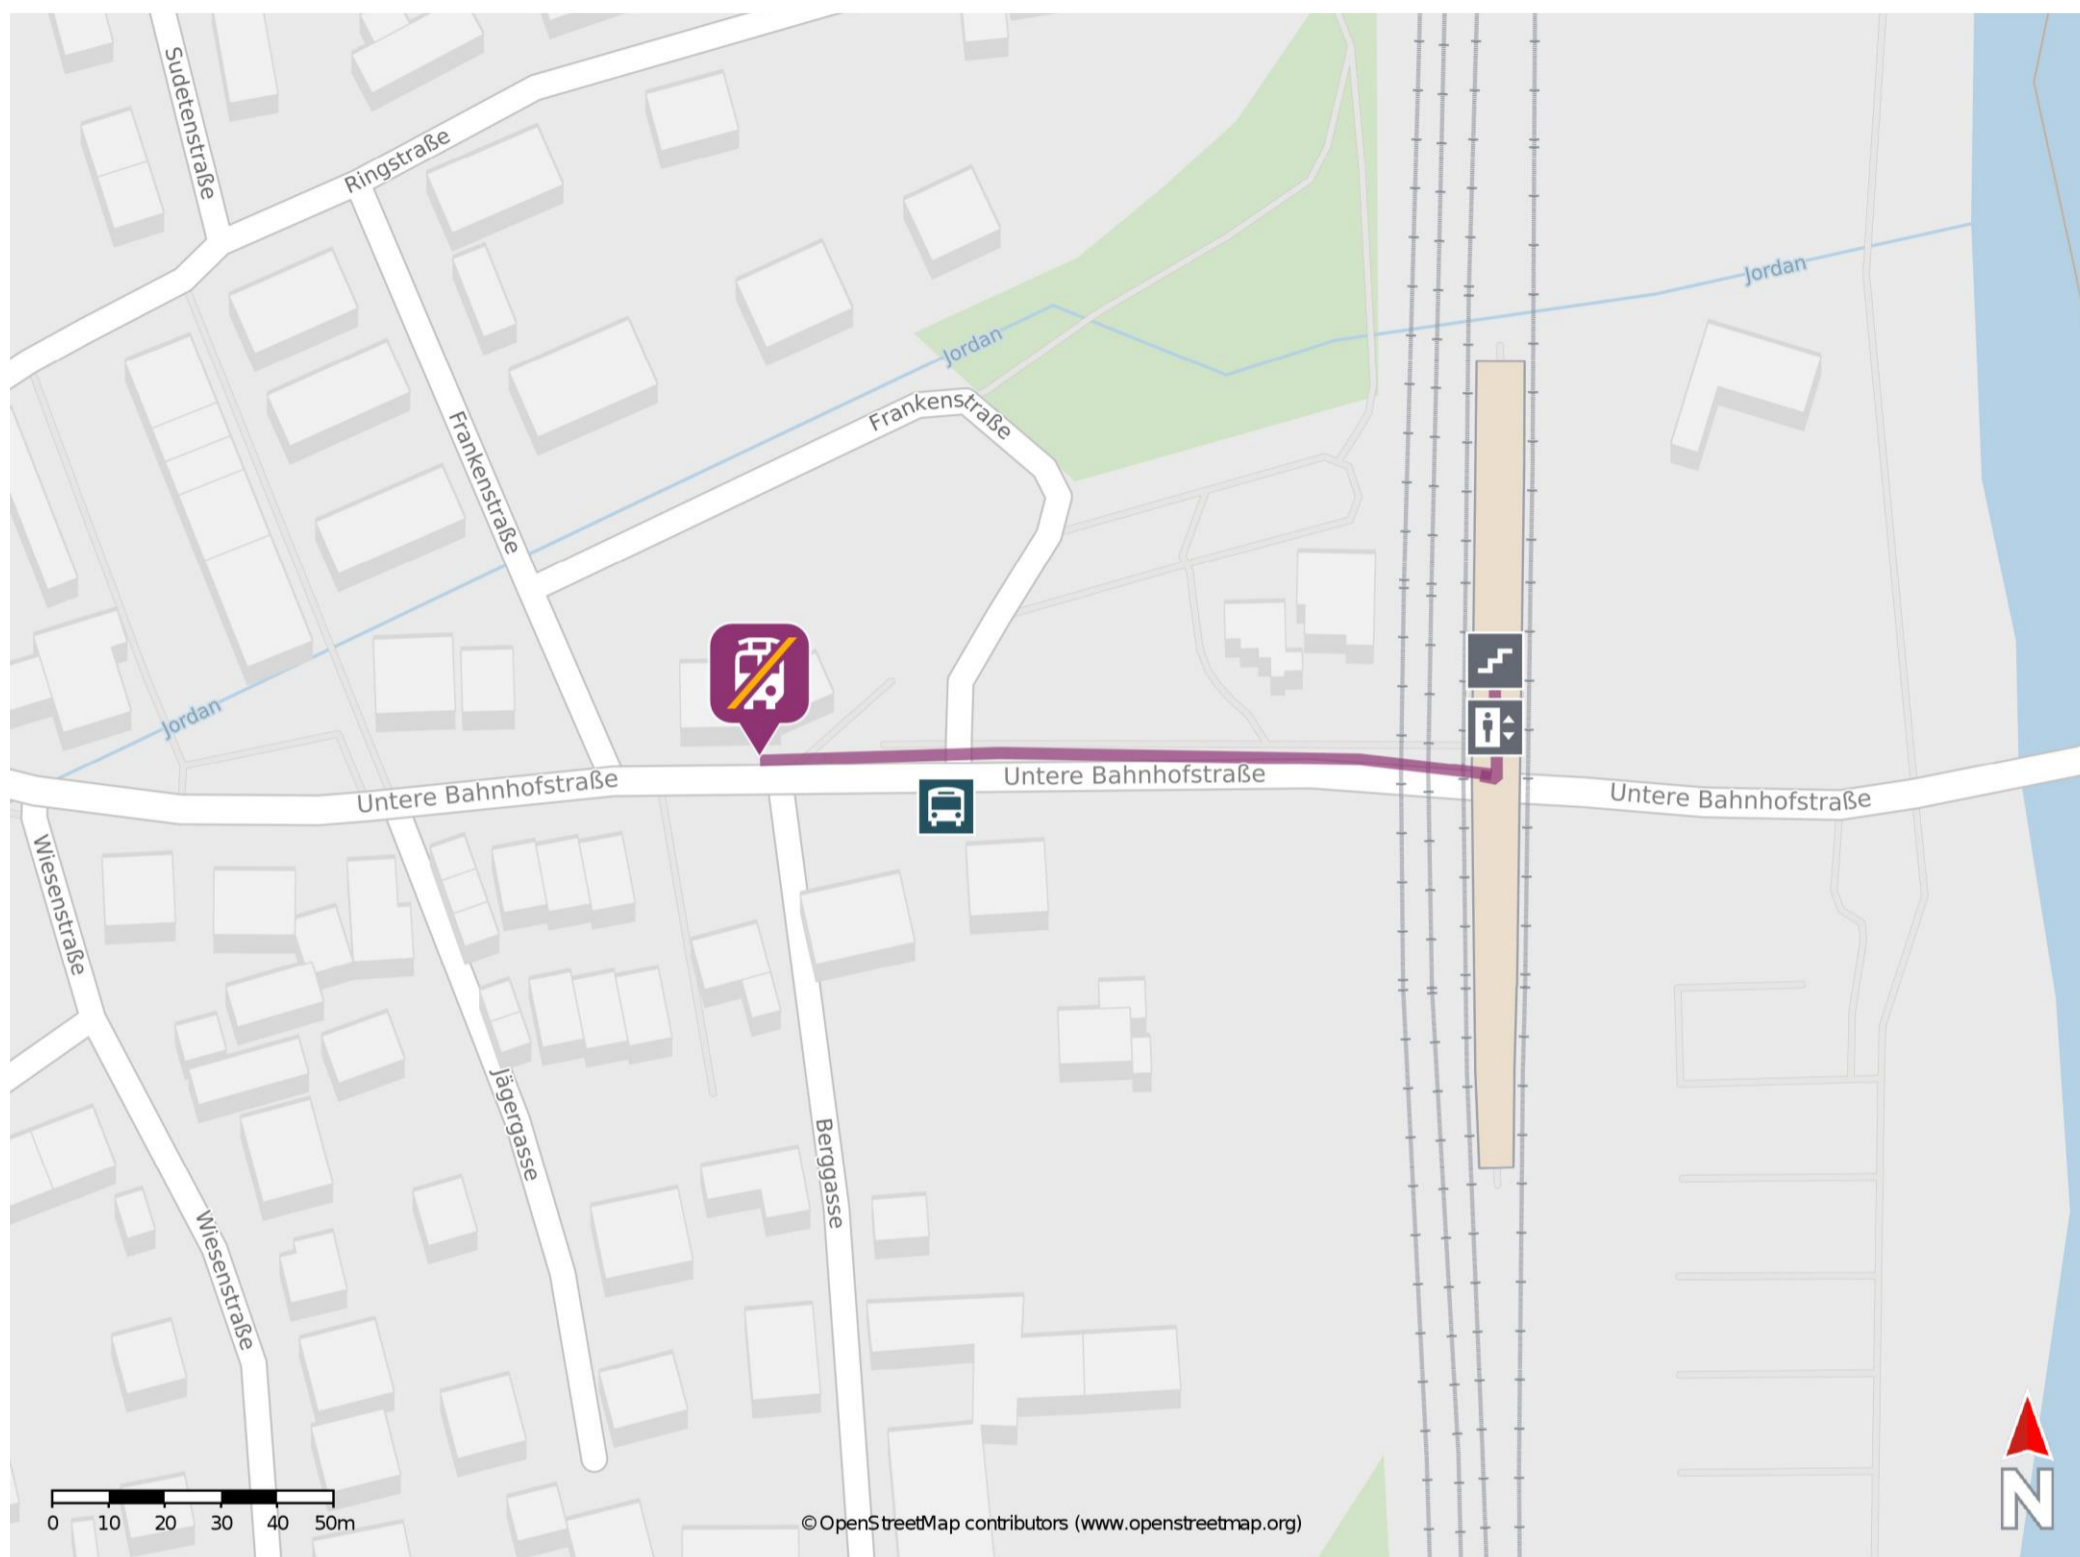 Sudetenstraße
Ringstraße
Jordan
Jordan
Frankenstraße
Frankenstraße
Jordan
Untere Bahnhofstraße
Untere Bahnhofstraße
Untere Bahnhofstraße
Wiesenstraße
Jägergasse
Berggasse
Wiesenstraße
0 10 20 30 40 50m
©OpenStreetMap contributors (www.openstreetmap.org)
N